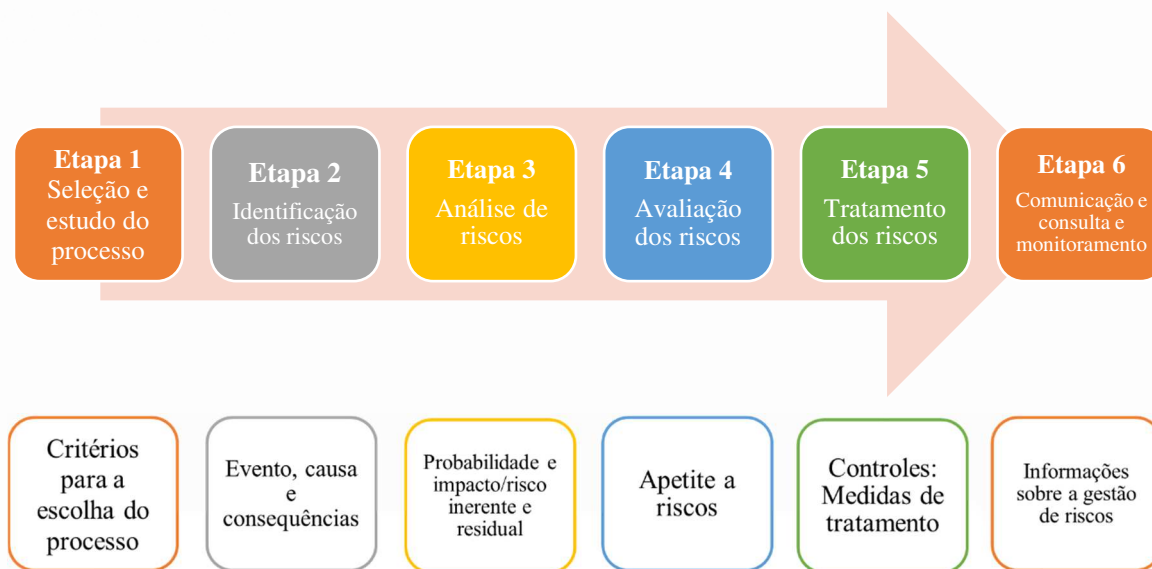 Etapa 1
Seleção e
estudo do
processo
Etapa 2
Identificação
dos riscos
Etapa 3
Análise de
riscos
Etapa 4
Avaliação
dos riscos
Etapa 5
Tratamento
dos riscos
Etapa 6
Comunicação e
consulta e
monitoramento
Critérios
para a
escolha do
processo
Evento, causa
e
consequências
Probabilidade e
impacto/risco
inerente e
residual
Apetite a
riscos
Controles:
Medidas de
tratamento
Informações
sobre a gestão
de riscos